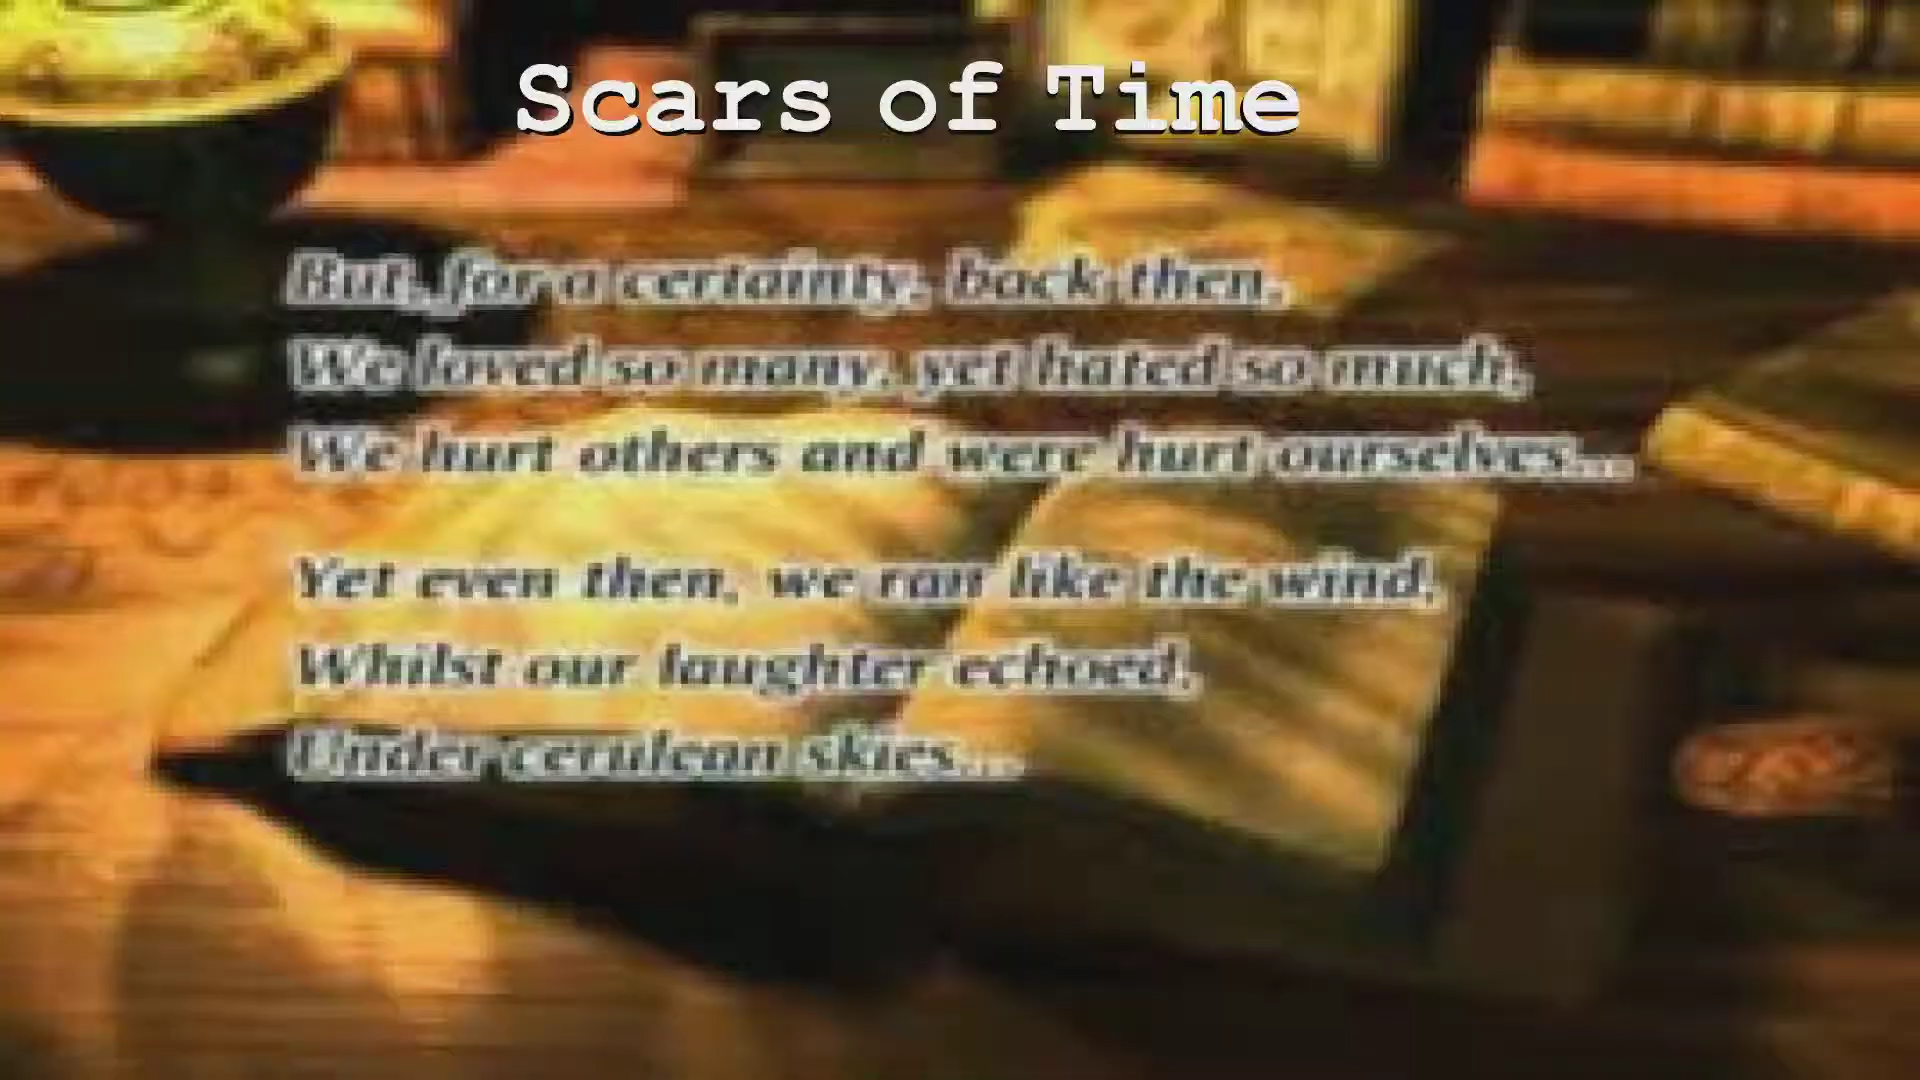 Scars of Time
But, for a certainty, back then,
We loved so many, yet hated so much,
We hurt others and were hurt ourselves...
Yet even then, we ran like the wind,
Whilst our laughter echoed,
Under cerulean skies...